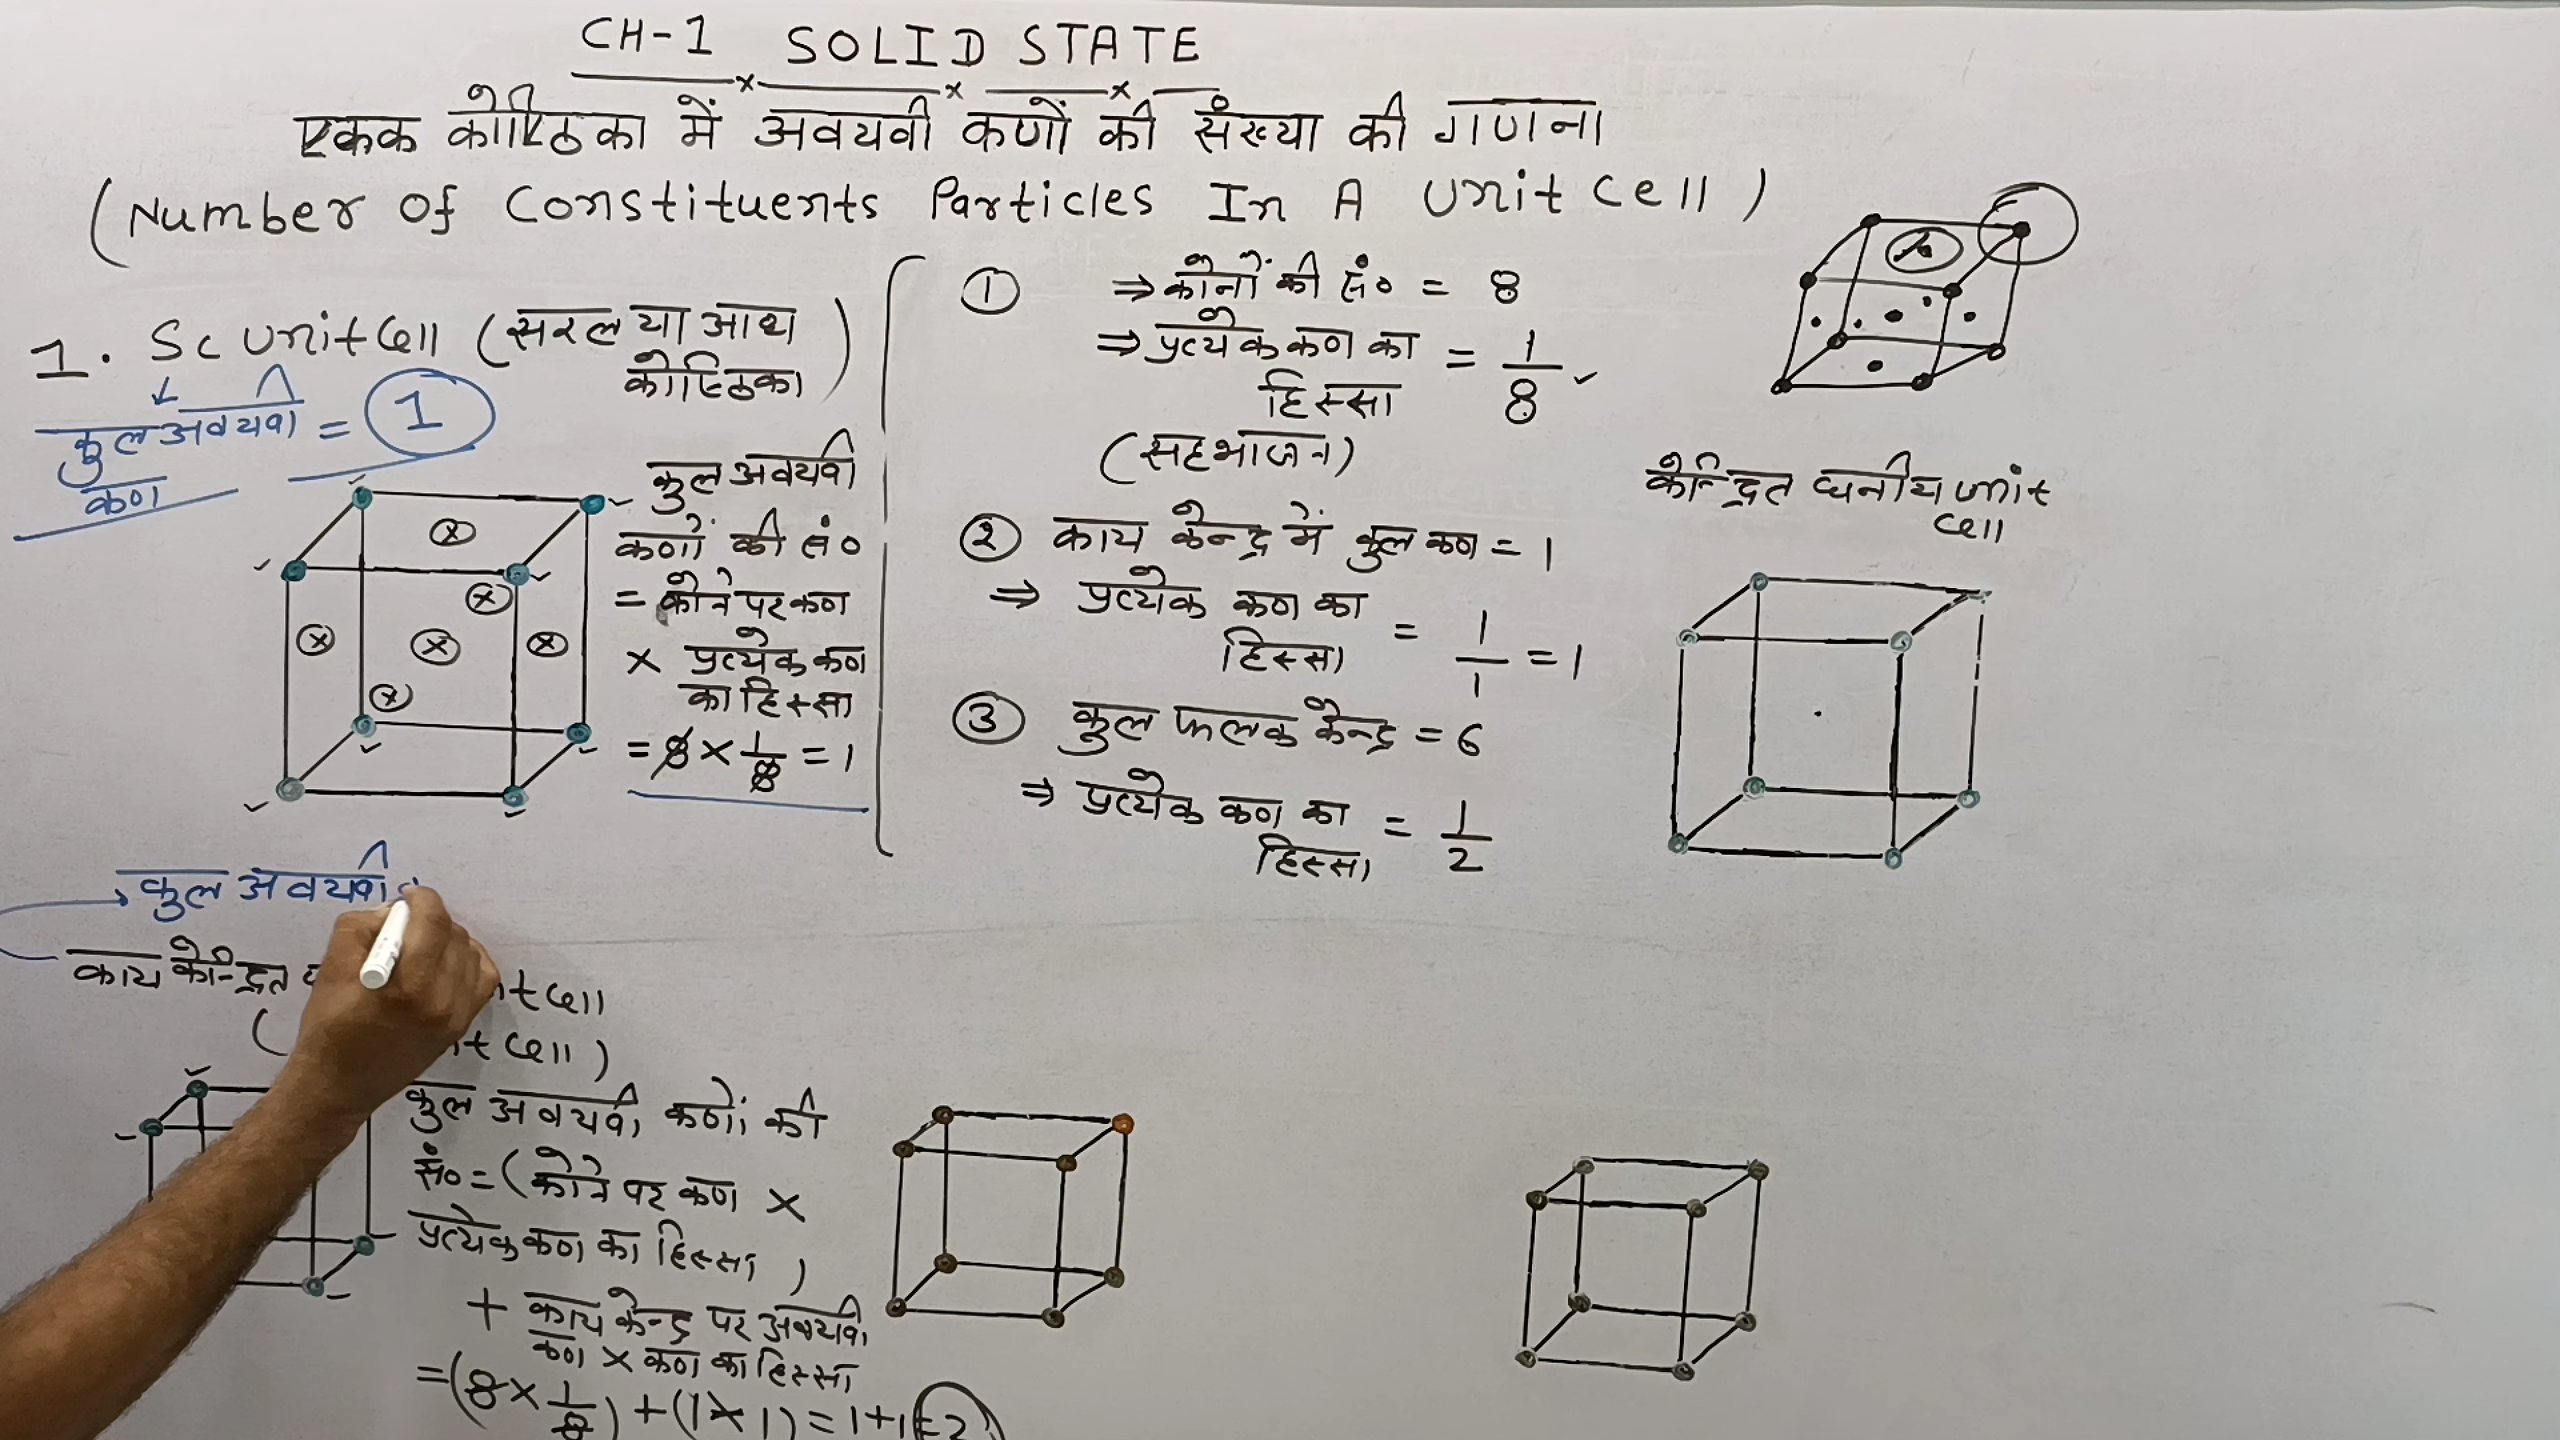 CH-1 SOLID STATE
एकक कोष्ठिका में अवयवी कणों की संख्या की गणना
(Number Of Constituents Particles In A Unit Cell)
1. Sc Unit Cell (सरल या आद्य
कोष्ठिका)
कुल अवयवी = 1
कण
कुल अवयवी
कणों की सं०
= कोने पर कण
× प्रत्येक कण
का हिस्सा
= 8 × 1/8 = 1
① ⇒ कोनों की सं० = 8
⇒ प्रत्येक कण का = 1/8 ✓
हिस्सा
(सहभाजन)
② काय केन्द्र में कुल कण = 1
⇒ प्रत्येक कण का = 1/1 = 1
हिस्सा
③ कुल फलक केन्द्र = 6
⇒ प्रत्येक कण का = 1/2
हिस्सा
केन्द्रित घनीय Unit
Cell
कुल अवयवी
काय केन्द्रित
Cell
Cell)
कुल अवयवी कणों की
सं० = (कोने पर कण ×
प्रत्येक कण का हिस्सा)
+ काय केन्द्र पर अवयवी
कण × कण का हिस्सा
= (8 × 1/8) + (1 × 1) = 1 + 1 = 2